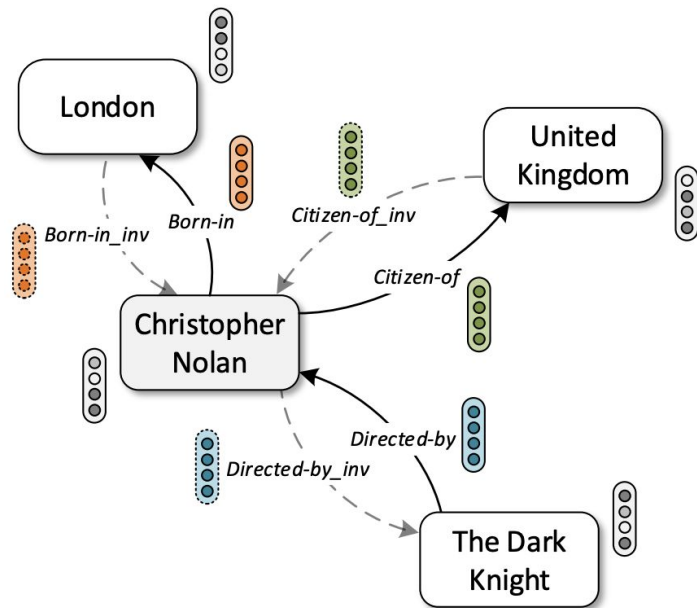 London
United
Kingdom
Born-in
Citizen-of_inv
Born-in_inv
Citizen-of
Christopher
Nolan
Directed-by
Directed-by_inv
The Dark
Knight